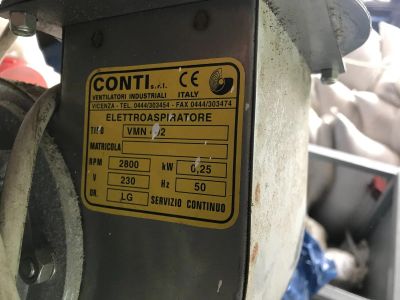 CONTI s.r.l. CE
VENTILATORI INDUSTRIALI ITALY
VICENZA - TEL. 0444/303454 - FAX 0444/303474
ELETTROASPIRATORE
TIPO VMN
MATRICOLA
RPM 2800 kW 0,25
V 230 Hz 50
OR. LG SERVIZIO CONTINUO